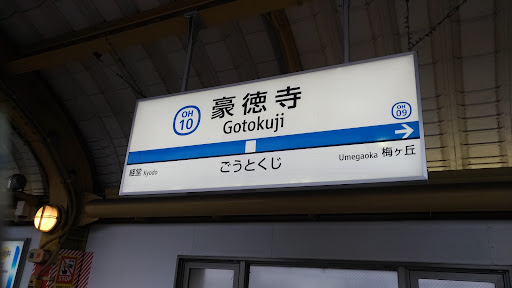 OH
10
豪徳寺
Gotokuji
ごうとくじ
経堂 Kyodo
OH
09
Umegaoka 梅ヶ丘
STOP